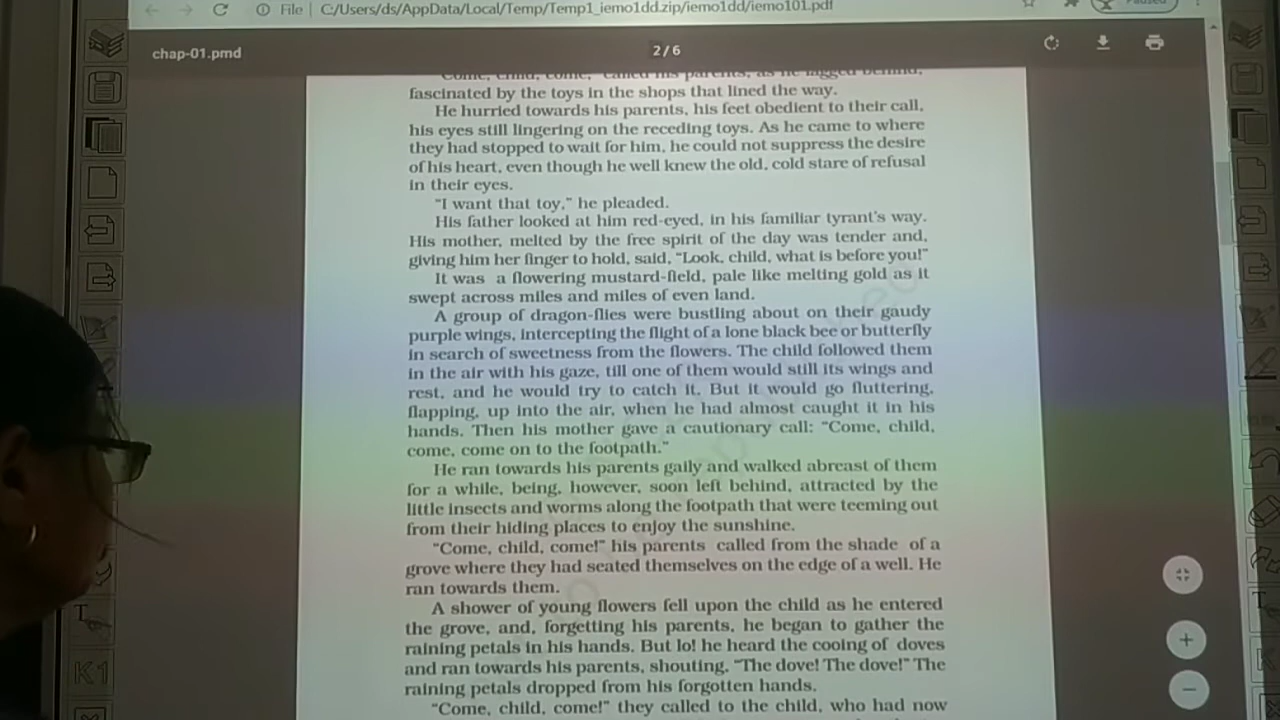 File | C:/Users/ds/AppData/Local/Temp/Temp1_iemo1dd.zip/iemo1dd/iemo101.pdf
Paused
chap-01.pmd
2/6
"Come, child, come," called his parents, as he lagged behind,
fascinated by the toys in the shops that lined the way.
He hurried towards his parents, his feet obedient to their call,
his eyes still lingering on the receding toys. As he came to where
they had stopped to wait for him, he could not suppress the desire
of his heart, even though he well knew the old, cold stare of refusal
in their eyes.
"I want that toy," he pleaded.
His father looked at him red-eyed, in his familiar tyrant's way.
His mother, melted by the free spirit of the day was tender and,
giving him her finger to hold, said, "Look, child, what is before you!"
It was a flowering mustard-field, pale like melting gold as it
swept across miles and miles of even land.
A group of dragon-flies were bustling about on their gaudy
purple wings, intercepting the flight of a lone black bee or butterfly
in search of sweetness from the flowers. The child followed them
in the air with his gaze, till one of them would still its wings and
rest, and he would try to catch it. But it would go fluttering,
flapping, up into the air, when he had almost caught it in his
hands. Then his mother gave a cautionary call: "Come, child,
come, come on to the footpath."
He ran towards his parents gaily and walked abreast of them
for a while, being, however, soon left behind, attracted by the
little insects and worms along the footpath that were teeming out
from their hiding places to enjoy the sunshine.
"Come, child, come!" his parents called from the shade of a
grove where they had seated themselves on the edge of a well. He
ran towards them.
A shower of young flowers fell upon the child as he entered
the grove, and, forgetting his parents, he began to gather the
raining petals in his hands. But lo! he heard the cooing of doves
and ran towards his parents, shouting, "The dove! The dove!" The
raining petals dropped from his forgotten hands.
"Come, child, come!" they called to the child, who had now
T
K1